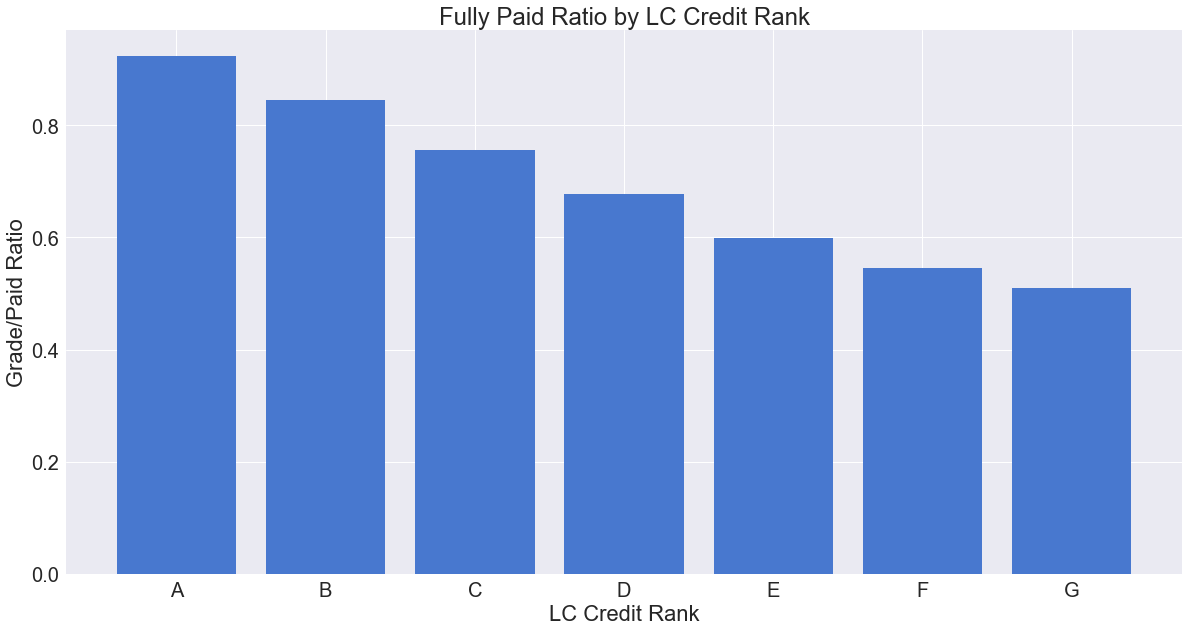 Fully Paid Ratio by LC Credit Rank
Grade/Paid Ratio
0.8
0.6
0.4
0.2
0.0
A B C D E F G
LC Credit Rank